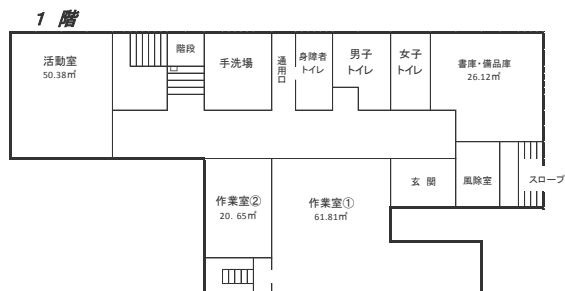 1 階
活動室
50.38㎡
階段
手洗場
通用口
身障者
トイレ
男子
トイレ
女子
トイレ
書庫・備品庫
26.12㎡
玄 関
風除室
スロープ
作業室②
20. 65㎡
作業室①
61.81㎡